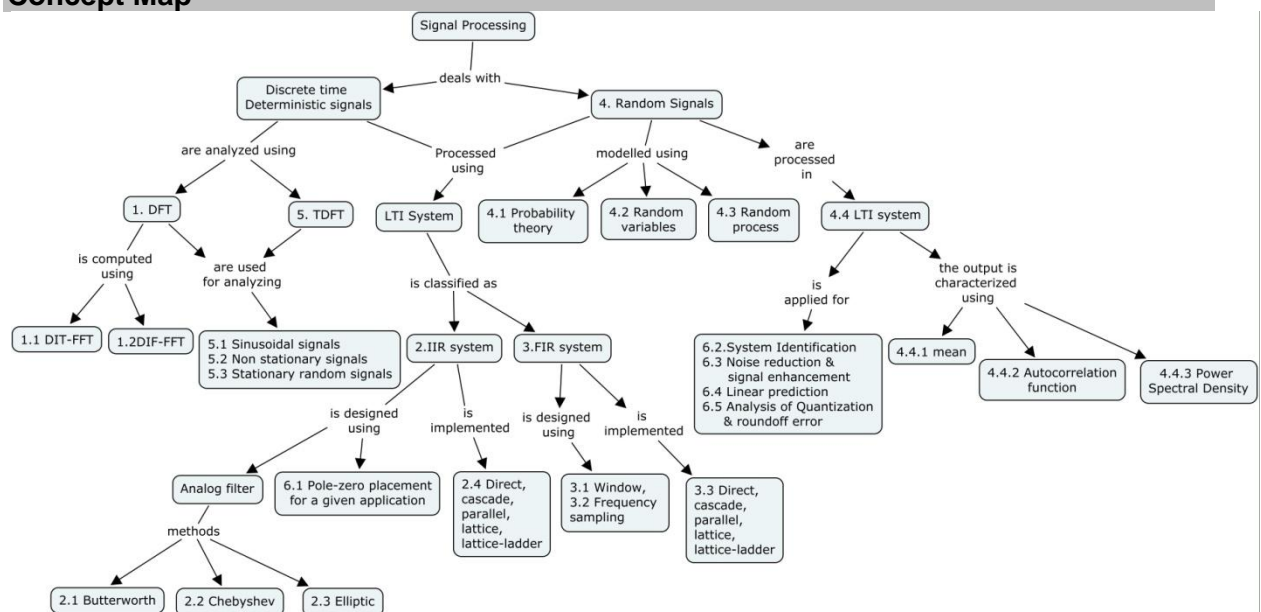 Concept Map
Signal Processing
deals with
Discrete time
Deterministic signals
4. Random Signals
are analyzed using
Processed
using
modelled using
are
processed
in
1. DFT
5. TDFT
LTI System
4.1 Probability
theory
4.2 Random
variables
4.3 Random
process
4.4 LTI system
is computed
using
are used
for analyzing
is classified as
is
applied for
the output is
characterized
using
1.1 DIT-FFT
1.2DIF-FFT
5.1 Sinusoidal signals
5.2 Non stationary signals
5.3 Stationary random signals
2.IIR system
3.FIR system
6.2.System Identification
6.3 Noise reduction &
signal enhancement
6.4 Linear prediction
6.5 Analysis of Quantization
& roundoff error
4.4.1 mean
4.4.2 Autocorrelation
function
4.4.3 Power
Spectral Density
is designed
using
is
implemented
is designed
using
is
implemented
Analog filter
6.1 Pole-zero placement
for a given application
2.4 Direct,
cascade,
parallel,
lattice,
lattice-ladder
3.1 Window,
3.2 Frequency
sampling
3.3 Direct,
cascade,
parallel,
lattice,
lattice-ladder
methods
2.1 Butterworth
2.2 Chebyshev
2.3 Elliptic